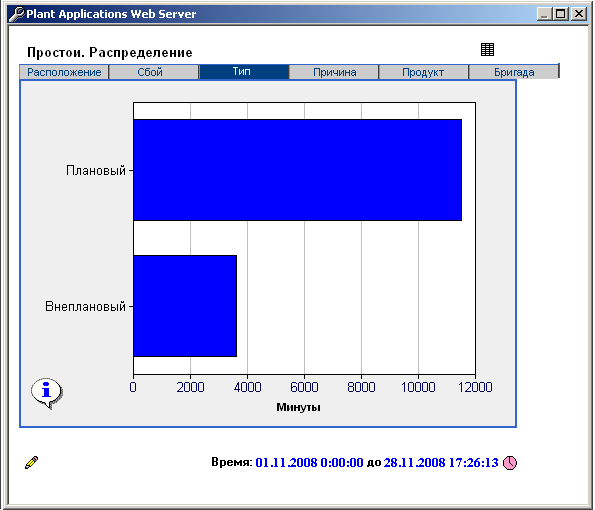 Plant Applications Web Server
Простои. Распределение
Расположение Сбой Тип Причина Продукт Бригада
Плановый
Внеплановый
0 2000 4000 6000 8000 10000 12000
Минуты
Время: 01.11.2008 0:00:00 до 28.11.2008 17:26:13